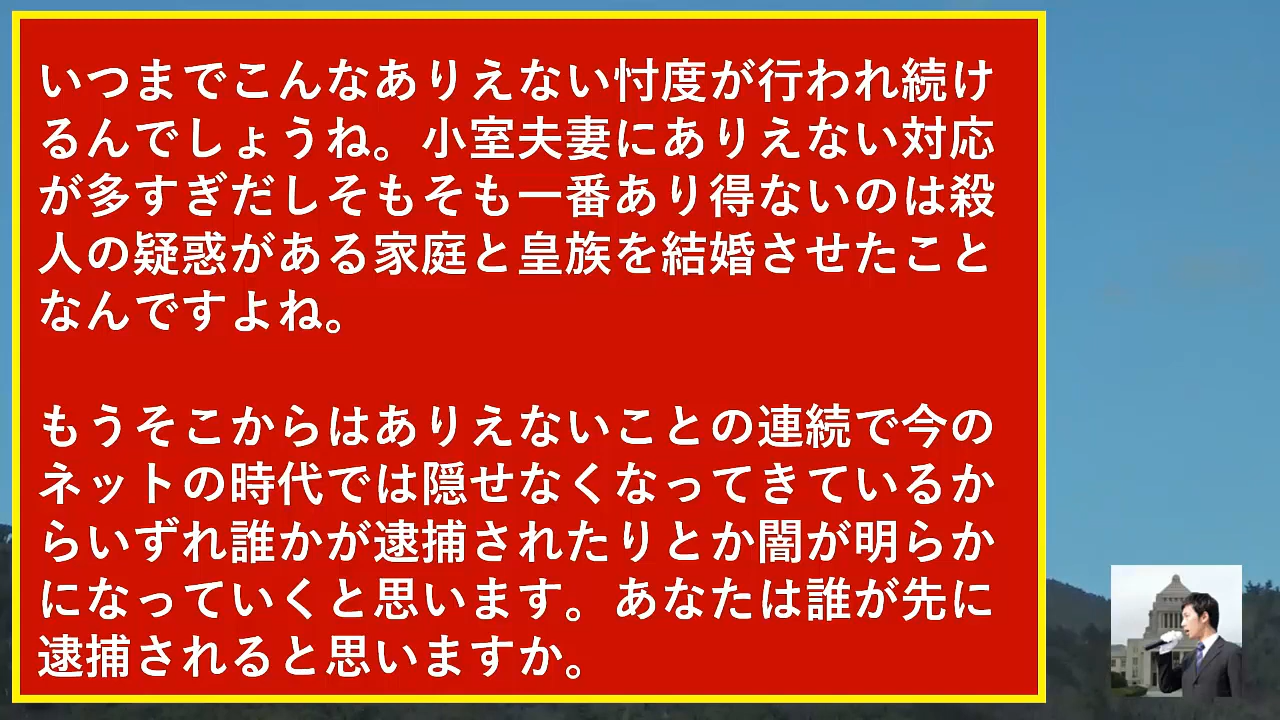 いつまでこんなありえない忖度が行われ続け
るんでしょうね。小室夫妻にありえない対応
が多すぎだしそもそも一番あり得ないのは殺
人の疑惑がある家庭と皇族を結婚させたこと
なんですよね。
もうそこからはありえないことの連続で今の
ネットの時代では隠せなくなってきているか
らいずれ誰かが逮捕されたりとか闇が明らか
になっていくと思います。あなたは誰が先に
逮捕されると思いますか。